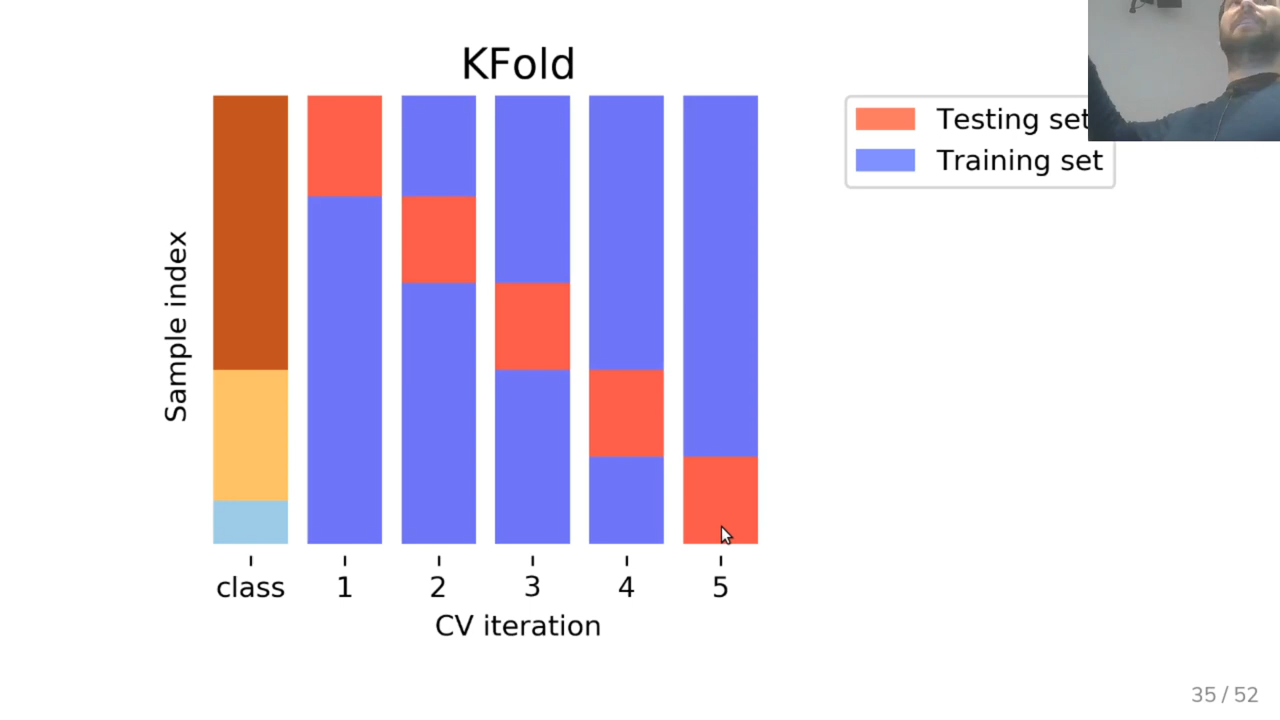 KFold
Testing set
Training set
Sample index
class 1 2 3 4 5
CV iteration
35 / 52